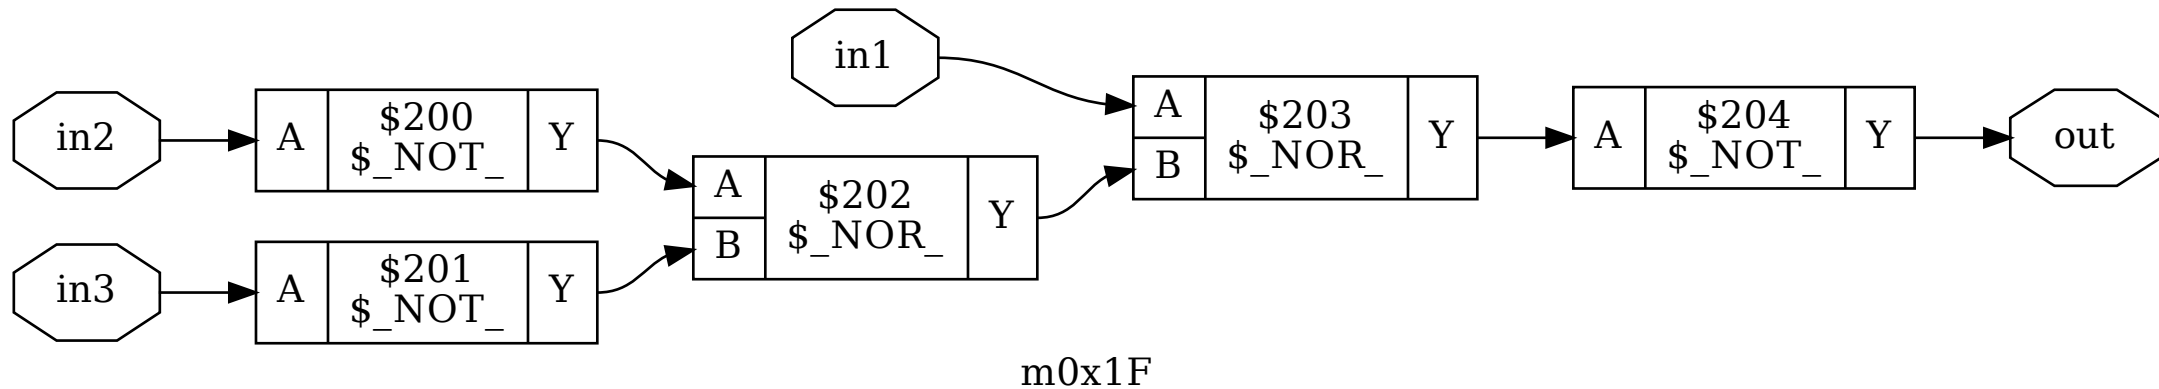 in1
in2
A
$200
$_NOT_
Y
in3
A
$201
$_NOT_
Y
A
B
$202
$_NOR_
Y
A
B
$203
$_NOR_
Y
A
$204
$_NOT_
Y
out
m0x1F